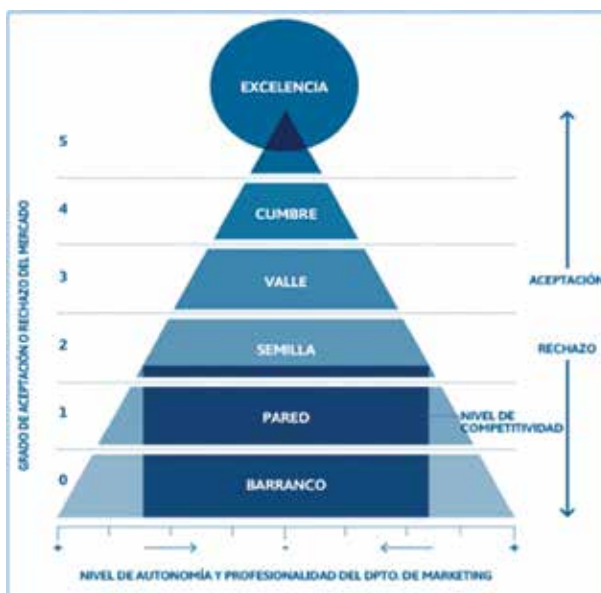 EXCELENCIA
5
4
CUMBRE
3
VALLE
ACEPTACIÓN
2
SEMILLA
RECHAZO
1
PAREO
NIVEL DE
COMPETITIVIDAD
0
BARRANCO
GRADO DE ACEPTACIÓN O RECHAZO DEL MERCADO
+ - +
NIVEL DE AUTONOMÍA Y PROFESIONALIDAD DEL DPTO. DE MARKETING